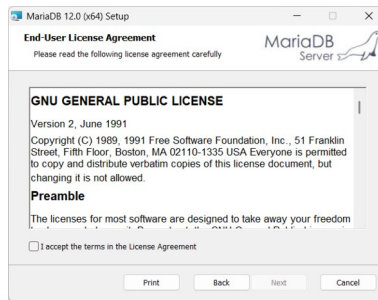 MariaDB 12.0 (x64) Setup
End-User License Agreement
Please read the following license agreement carefully
MariaDB
Server
GNU GENERAL PUBLIC LICENSE
Version 2, June 1991
Copyright (C) 1989, 1991 Free Software Foundation, Inc., 51 Franklin
Street, Fifth Floor, Boston, MA 02110-1335 USA Everyone is permitted
to copy and distribute verbatim copies of this license document, but
changing it is not allowed.
Preamble
The licenses for most software are designed to take away your freedom
I accept the terms in the License Agreement
Print
Back
Next
Cancel